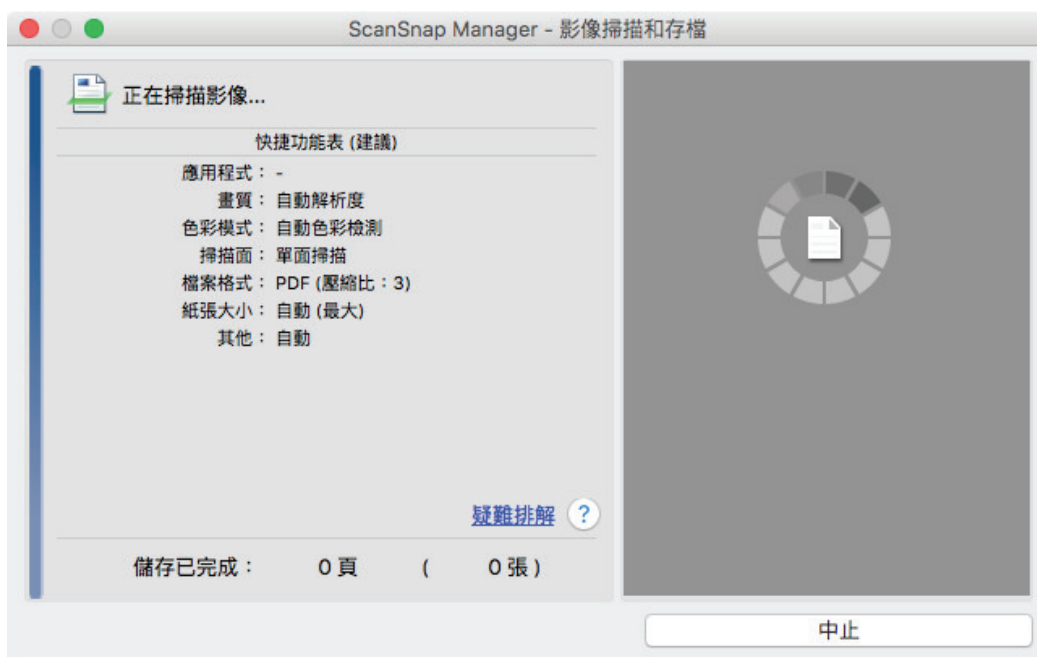 ScanSnap Manager - 影像掃描和存檔
正在掃描影像...
快捷功能表 (建議)
應用程式： -
畫質： 自動解析度
色彩模式： 自動色彩檢測
掃描面： 單面掃描
檔案格式： PDF (壓縮比：3)
紙張大小： 自動 (最大)
其他： 自動
疑難排解 ?
儲存已完成： 0 頁 ( 0 張 )
中止